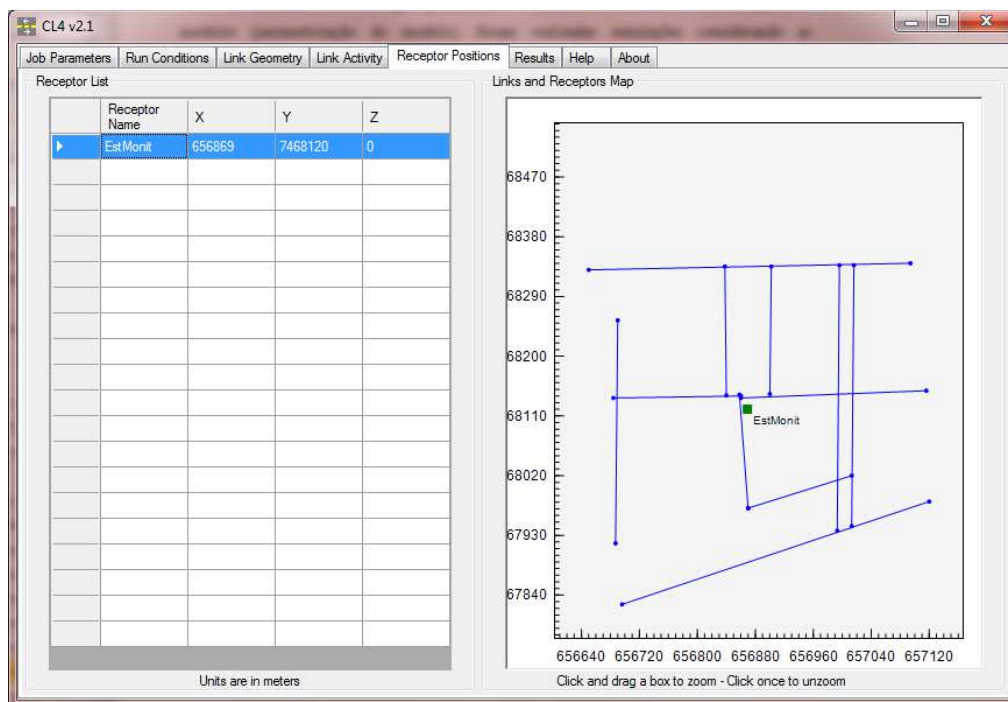 CL4 v2.1
Job Parameters Run Conditions Link Geometry Link Activity Receptor Positions Results Help About
Receptor List
Receptor Name X Y Z
EstMonit 656869 7468120 0
Units are in meters
Links and Receptors Map
68470
68380
68290
68200
68110
68020
67930
67840
EstMonit
656640 656720 656800 656880 656960 657040 657120
Click and drag a box to zoom - Click once to unzoom